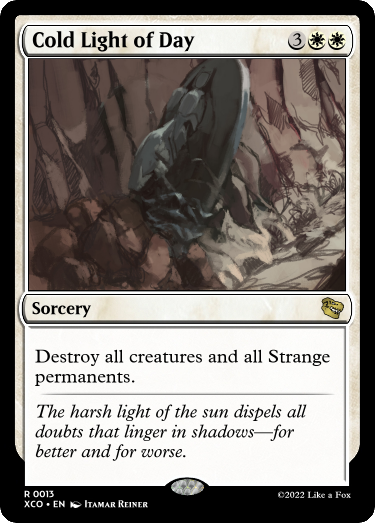 Cold Light of Day 3
Sorcery
Destroy all creatures and all Strange
permanents.
The harsh light of the sun dispels all
doubts that linger in shadows—for
better and for worse.
R 0013
XCO • EN Itamar Reiner
©2022 Like a Fox